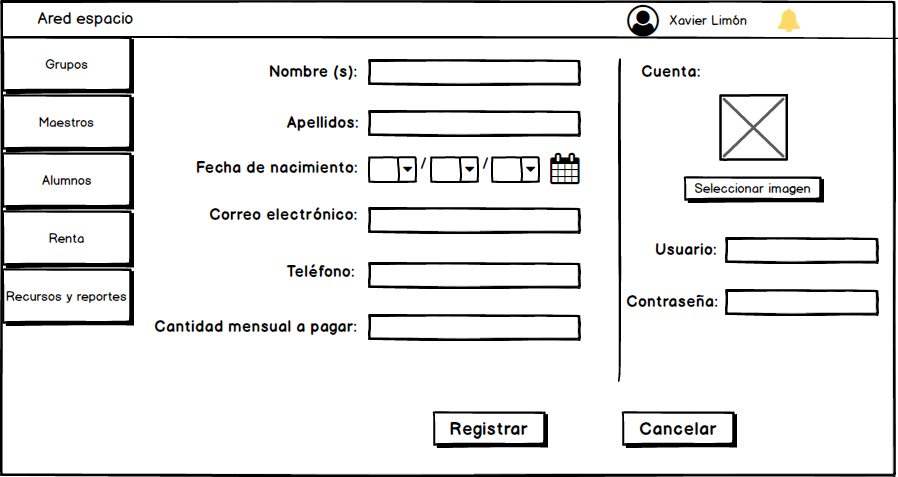 Ared espacio
Xavier Limón
Grupos
Maestros
Alumnos
Renta
Recursos y reportes
Nombre (s):
Apellidos:
Fecha de nacimiento:
/ /
Correo electrónico:
Teléfono:
Cantidad mensual a pagar:
Cuenta:
Seleccionar imagen
Usuario:
Contraseña:
Registrar
Cancelar